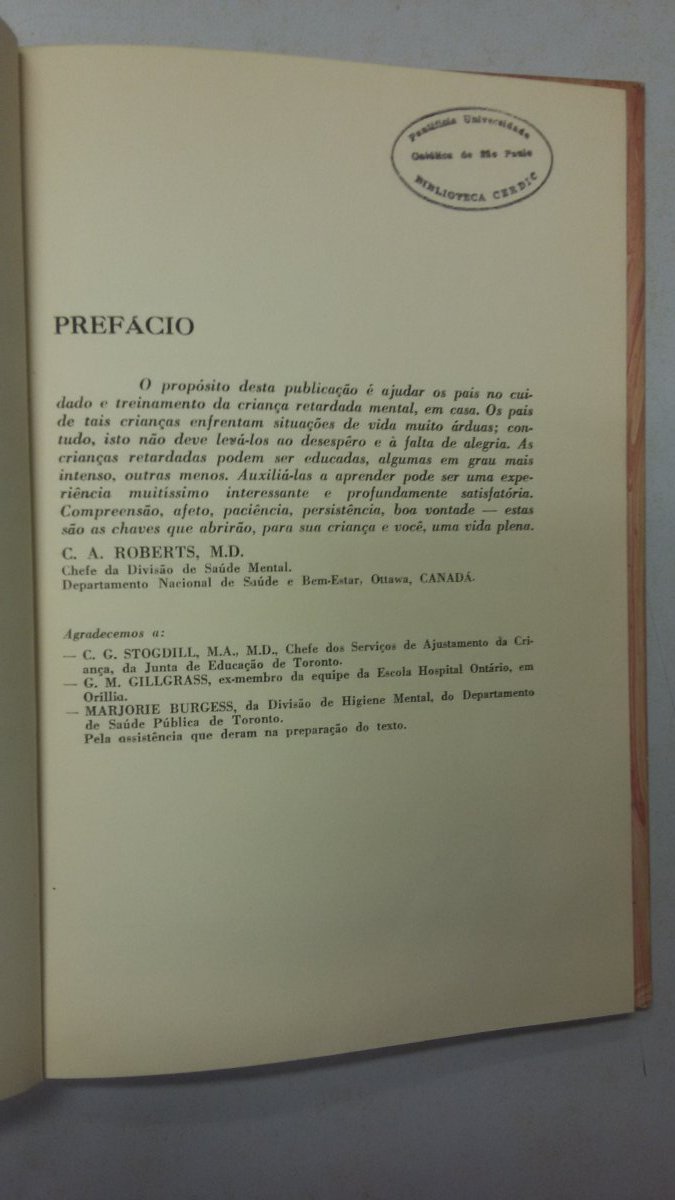 Pontifícia Universidade
Católica de São Paulo
BIBLIOTECA CERDIC
PREFÁCIO
O propósito desta publicação é ajudar os pais no cui-
dado e treinamento da criança retardada mental, em casa. Os pais
de tais crianças enfrentam situações de vida muito árduas; con-
tudo, isto não deve levá-los ao desespêro e à falta de alegria. As
crianças retardadas podem ser educadas, algumas em grau mais
intenso, outras menos. Auxiliá-las a aprender pode ser uma expe-
riência muitíssimo interessante e profundamente satisfatória.
Compreensão, afeto, paciência, persistência, boa vontade — estas
são as chaves que abrirão, para sua criança e você, uma vida plena.
C. A. ROBERTS, M.D.
Chefe da Divisão de Saúde Mental.
Departamento Nacional de Saúde e Bem-Estar, Ottawa, CANADÁ.
Agradecemos a:
— C. G. STOGDILL, M.A., M.D., Chefe dos Serviços de Ajustamento da Cri-
ança, da Junta de Educação de Toronto.
— G. M. GILLGRASS, ex-membro da equipe da Escola Hospital Ontário, em
Orillia.
— MARJORIE BURGESS, da Divisão de Higiene Mental, do Departamento
de Saúde Pública de Toronto.
Pela assistência que deram na preparação do texto.